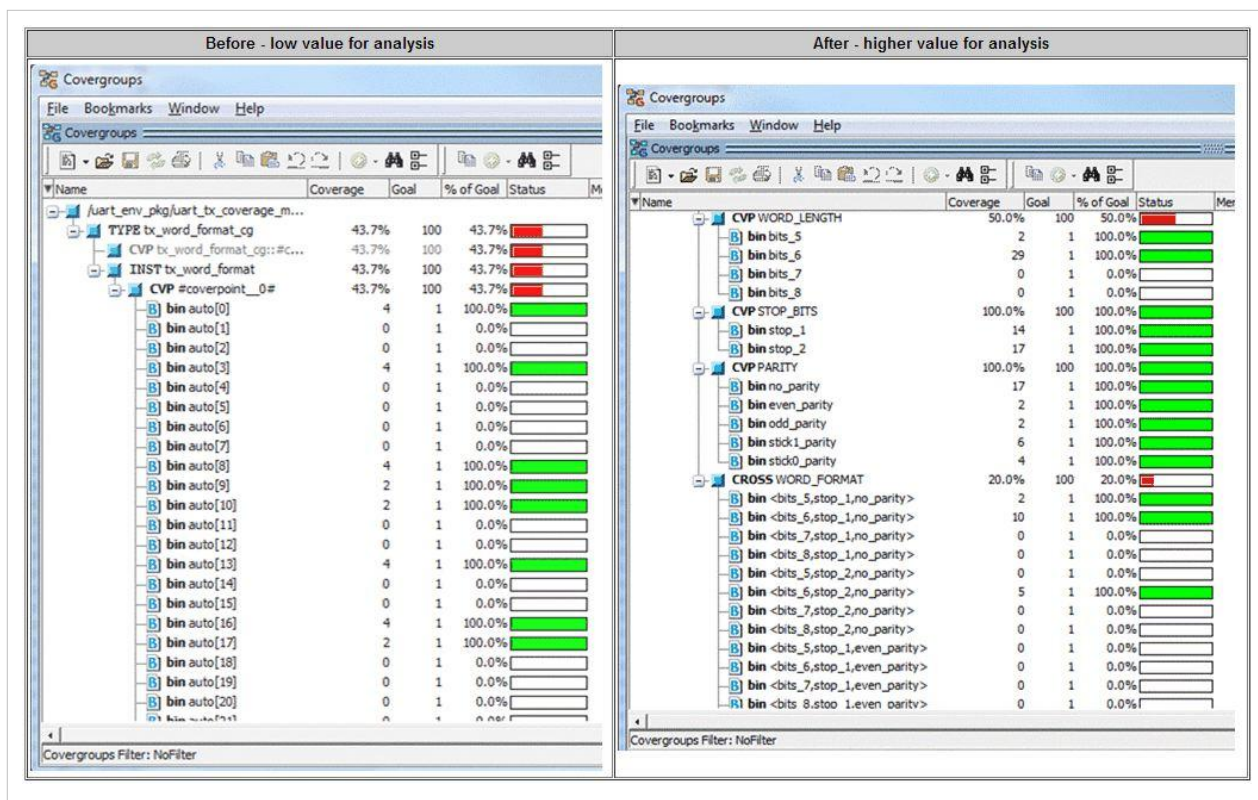 Before - low value for analysis
Covergroups
File Bookmarks Window Help
Covergroups
Name Coverage Goal % of Goal Status M
/uart_env_pkg/uart_tx_coverage_m...
TYPE tx_word_format_cg 43.7% 100 43.7%
CVP tx_word_format_cg::#c... 43.7% 100 43.7%
INST tx_word_format 43.7% 100 43.7%
CVP #coverpoint__0# 43.7% 100 43.7%
B] bin auto[0] 4 1 100.0%
B] bin auto[1] 0 1 0.0%
B] bin auto[2] 0 1 0.0%
B] bin auto[3] 4 1 100.0%
B] bin auto[4] 0 1 0.0%
B] bin auto[5] 0 1 0.0%
B] bin auto[6] 0 1 0.0%
B] bin auto[7] 0 1 0.0%
B] bin auto[8] 4 1 100.0%
B] bin auto[9] 2 1 100.0%
B] bin auto[10] 2 1 100.0%
B] bin auto[11] 0 1 0.0%
B] bin auto[12] 0 1 0.0%
B] bin auto[13] 4 1 100.0%
B] bin auto[14] 0 1 0.0%
B] bin auto[15] 0 1 0.0%
B] bin auto[16] 4 1 100.0%
B] bin auto[17] 2 1 100.0%
B] bin auto[18] 0 1 0.0%
B] bin auto[19] 0 1 0.0%
B] bin auto[20] 0 1 0.0%
B] bin auto[21] 0 1 0.0%
Covergroups Filter: NoFilter
After - higher value for analysis
Covergroups
File Bookmarks Window Help
Covergroups
Name Coverage Goal % of Goal Status Mer
CVP WORD_LENGTH 50.0% 100 50.0%
B] bin bits_5 2 1 100.0%
B] bin bits_6 29 1 100.0%
B] bin bits_7 0 1 0.0%
B] bin bits_8 0 1 0.0%
CVP STOP_BITS 100.0% 100 100.0%
B] bin stop_1 14 1 100.0%
B] bin stop_2 17 1 100.0%
CVP PARITY 100.0% 100 100.0%
B] bin no_parity 17 1 100.0%
B] bin even_parity 2 1 100.0%
B] bin odd_parity 2 1 100.0%
B] bin stick1_parity 6 1 100.0%
B] bin stick0_parity 4 1 100.0%
CROSS WORD_FORMAT 20.0% 100 20.0%
B] bin <bits_5,stop_1,no_parity> 2 1 100.0%
B] bin <bits_6,stop_1,no_parity> 10 1 100.0%
B] bin <bits_7,stop_1,no_parity> 0 1 0.0%
B] bin <bits_8,stop_1,no_parity> 0 1 0.0%
B] bin <bits_5,stop_2,no_parity> 0 1 0.0%
B] bin <bits_6,stop_2,no_parity> 5 1 100.0%
B] bin <bits_7,stop_2,no_parity> 0 1 0.0%
B] bin <bits_8,stop_2,no_parity> 0 1 0.0%
B] bin <bits_5,stop_1,even_parity> 0 1 0.0%
B] bin <bits_6,stop_1,even_parity> 0 1 0.0%
B] bin <bits_7,stop_1,even_parity> 0 1 0.0%
B] bin <bits_8,stop_1,even_parity> 0 1 0.0%
Covergroups Filter: NoFilter